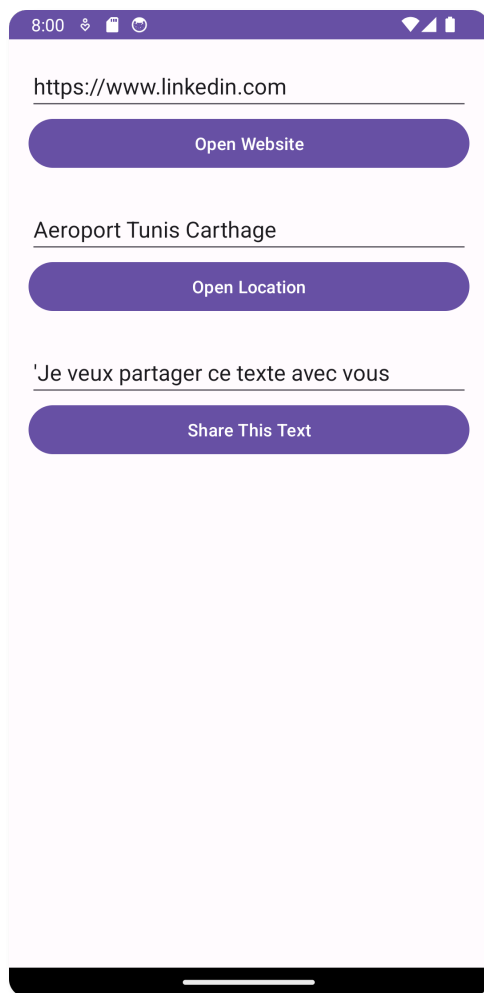 8:00
https://www.linkedin.com
Open Website
Aeroport Tunis Carthage
Open Location
'Je veux partager ce texte avec vous
Share This Text